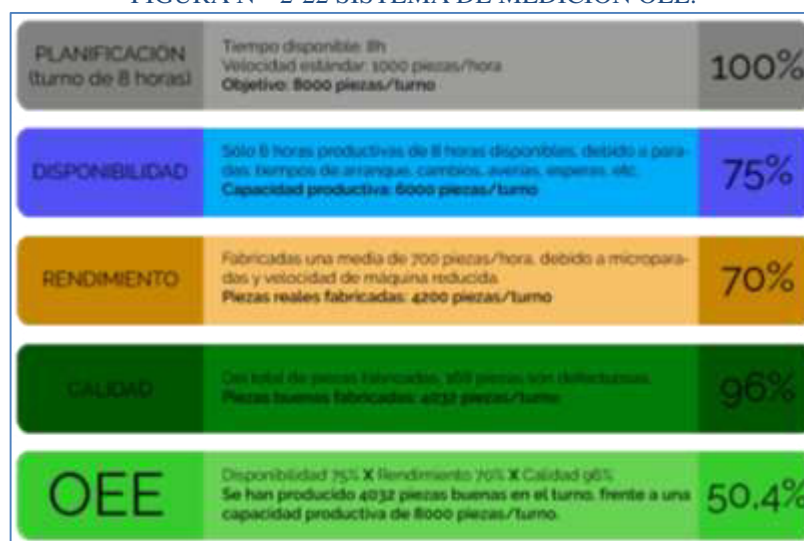 FIGURA N° 2-22 SISTEMA DE MEDICIÓN OEE.
PLANIFICACIÓN
(turno de 8 horas)
Tiempo disponible: 8h
Velocidad estándar: 1000 piezas/hora
Objetivo: 8000 piezas/turno
100%
DISPONIBILIDAD
Sólo 6 horas productivas de 8 horas disponibles, debido a para-
das, tiempos de arranque, cambios, averías, esperas, etc.
Capacidad productiva: 6000 piezas/turno
75%
RENDIMIENTO
Fabricadas una media de 700 piezas/hora, debido a micropara-
das y velocidad de máquina reducida
Piezas reales fabricadas: 4200 piezas/turno
70%
CALIDAD
Del total de piezas fabricadas, 168 piezas son defectuosas.
Piezas buenas fabricadas: 4032 piezas/turno
96%
OEE
Disponibilidad 75% X Rendimiento 70% X Calidad 96%
Se han producido 4032 piezas buenas en el turno, frente a una
capacidad productiva de 8000 piezas/turno.
50,4%